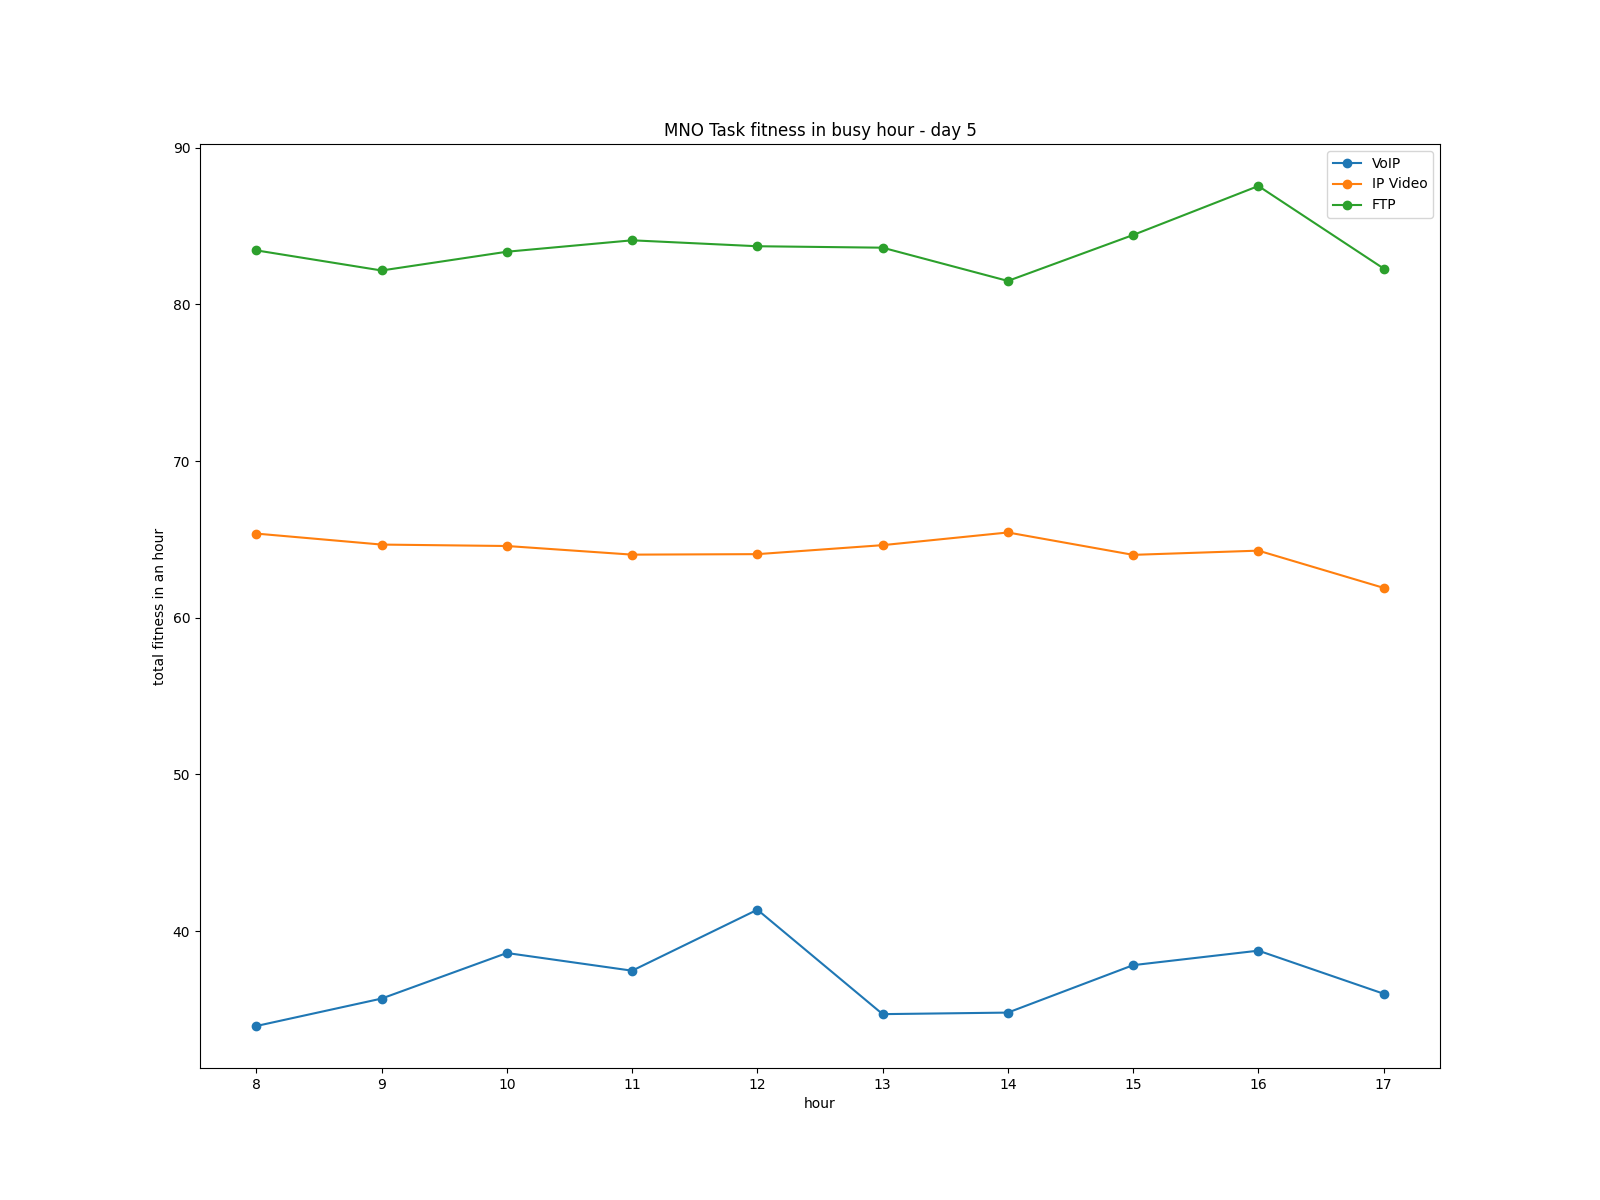 MNO Task fitness in busy hour - day 5
VoIP
IP Video
FTP
90
80
70
60
50
40
total fitness in an hour
8 9 10 11 12 13 14 15 16 17
hour